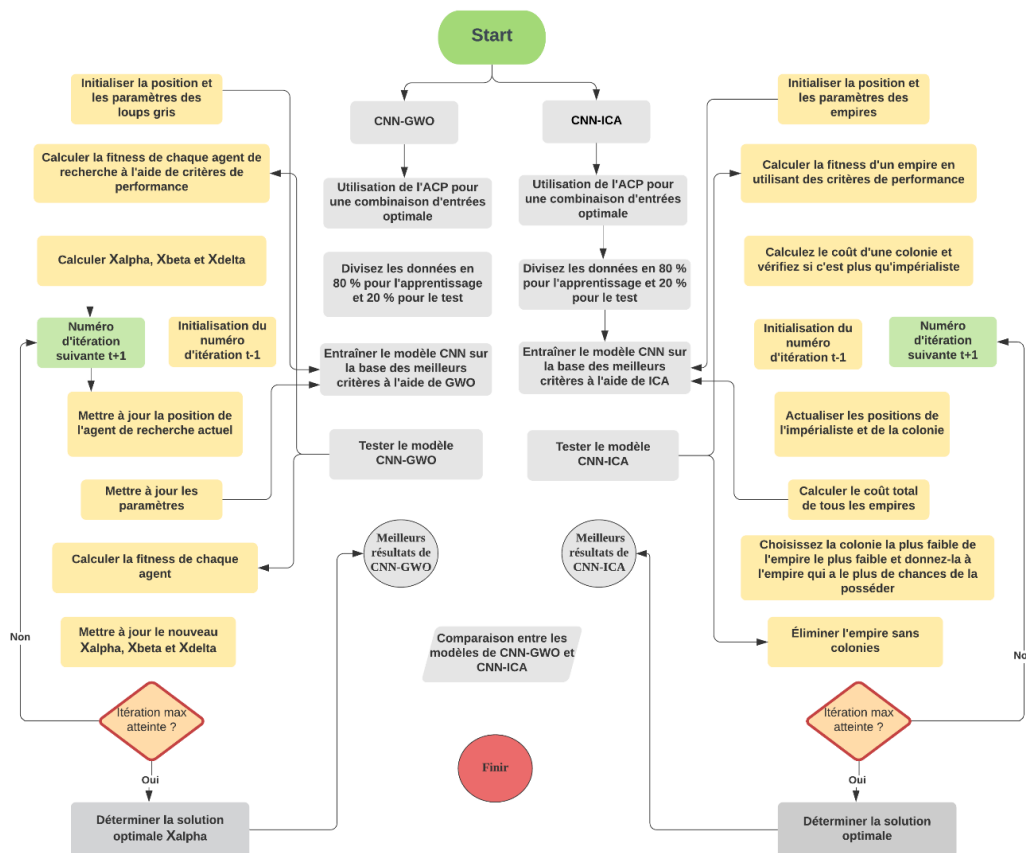 Start
Initialiser la position et
les paramètres des
loups gris
CNN-GWO
CNN-ICA
Initialiser la position et
les paramètres des
empires
Calculer la fitness de chaque agent de
recherche à l'aide de critères de
performance
Utilisation de l'ACP pour
une combinaison d'entrées
optimale
Utilisation de l'ACP pour
une combinaison d'entrées
optimale
Calculer la fitness d'un empire en
utilisant des critères de performance
Calculer Xalpha, Xbeta et Xdelta
Divisez les données en
80 % pour l'apprentissage
et 20 % pour le test
Divisez les données en 80 %
pour l'apprentissage et 20 %
pour le test
Calculez le coût d'une colonie et
vérifiez si c'est plus qu'impérialiste
Numéro
d'itération
suivante t+1
Initialisation du
numéro
d'itération t-1
Entraîner le modèle CNN sur
la base des meilleurs
critères à l'aide de GWO
Entraîner le modèle CNN sur
la base des meilleurs
critères à l'aide de ICA
Initialisation du
numéro
d'itération t-1
Numéro
d'itération
suivante t+1
Mettre à jour la position de
l'agent de recherche actuel
Tester le modèle
CNN-GWO
Tester le modèle
CNN-ICA
Actualiser les positions de
l'impérialiste et de la colonie
Mettre à jour les
paramètres
Calculer le coût total
de tous les empires
Calculer la fitness de chaque
agent
Meilleurs
résultats de
CNN-GWO
Meilleurs
résultats de
CNN-ICA
Choisissez la colonie la plus faible de
l'empire le plus faible et donnez-la à
l'empire qui a le plus de chances de la
posséder
Non
Mettre à jour le nouveau
Xalpha, Xbeta et Xdelta
Comparaison entre les
modèles de CNN-GWO et
CNN-ICA
Éliminer l'empire sans
colonies
No
Itération max
atteinte ?
Itération max
atteinte ?
Finir
Oui
Oui
Déterminer la solution
optimale Xalpha
Déterminer la solution
optimale